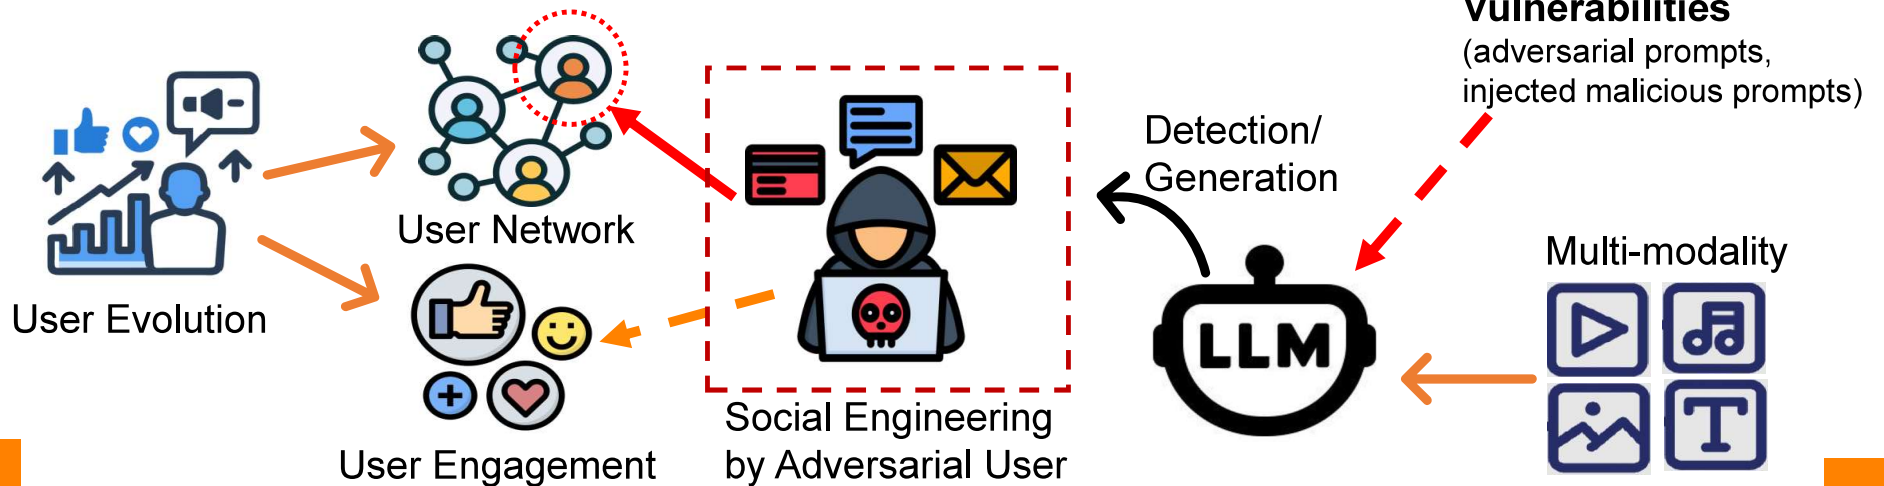 Vulnerabilities
(adversarial prompts,
injected malicious prompts)
Detection/
Generation
User Network
Multi-modality
User Evolution
LLM
T
Social Engineering
by Adversarial User
User Engagement